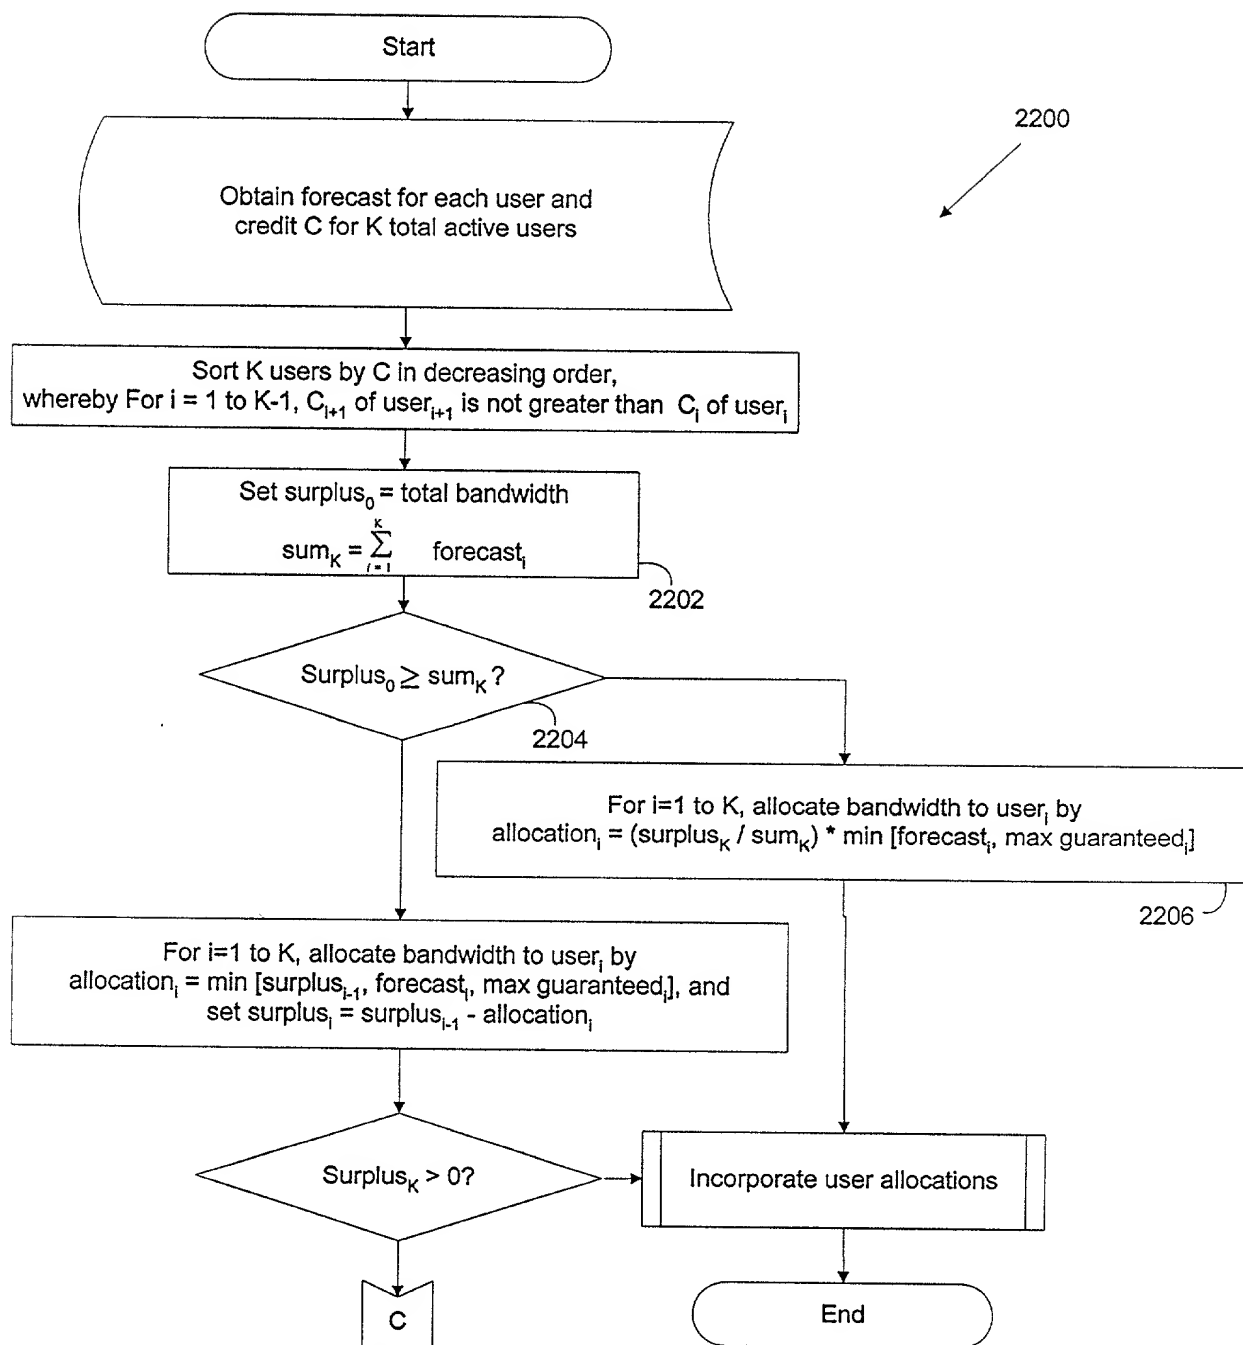 Start
2200
Obtain forecast for each user and
credit C for K total active users
Sort K users by C in decreasing order,
whereby For i = 1 to K-1, C_{i+1} of user_{i+1} is not greater than C_i of user_i
Set surplus_0 = total bandwidth
sum_K = \sum_{i=1}^{K} forecast_i
2202
Surplus_0 ≥ sum_K ?
2204
For i=1 to K, allocate bandwidth to user_i by
allocation_i = (surplus_K / sum_K) * min [forecast_i, max guaranteed_i]
2206
For i=1 to K, allocate bandwidth to user_i by
allocation_i = min [surplus_{i-1}, forecast_i, max guaranteed_i], and
set surplus_i = surplus_{i-1} - allocation_i
Surplus_K > 0?
Incorporate user allocations
C
End